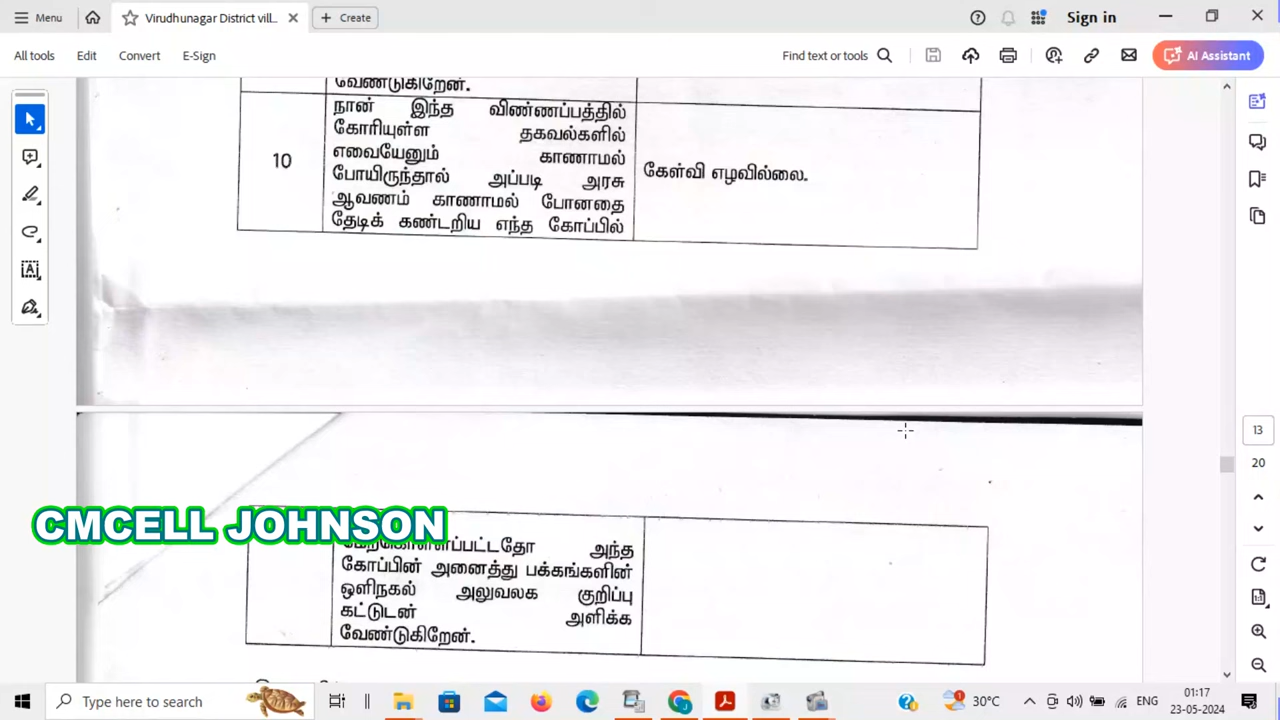 Menu
Virudhunagar District vill...
Create
Sign in
All tools
Edit
Convert
E-Sign
Find text or tools
AI Assistant
வேண்டுகிறேன்.
10
நான் இந்த விண்ணப்பத்தில்
கோரியுள்ள தகவல்களில்
எவையேனும் காணாமல்
போயிருந்தால் அப்படி அரசு
ஆவணம் காணாமல் போனதை
தேடிக் கண்டறிய எந்த கோப்பில்
கேள்வி எழவில்லை.
13
20
CMCELL JOHNSON
அந்த
கோப்பின் அனைத்து பக்கங்களின்
ஒளிநகல் அலுவலக குறிப்பு
கட்டுடன் அளிக்க
வேண்டுகிறேன்.
Type here to search
30°C
ENG
01:17
23-05-2024